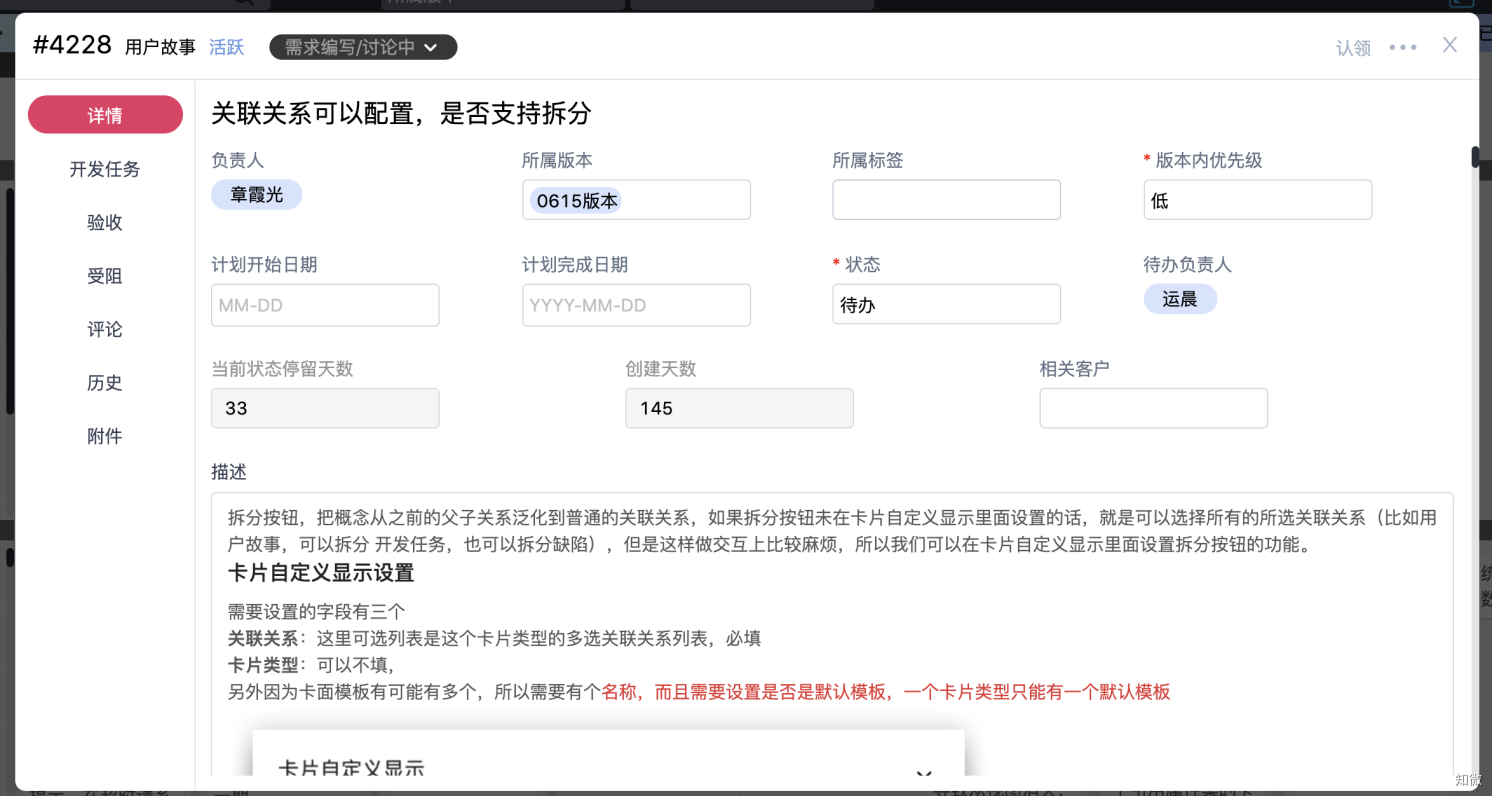 #4228 用户故事 活跃 需求编写/讨论中 认领
详情
开发任务
验收
受阻
评论
历史
附件
关联关系可以配置，是否支持拆分
负责人 所属版本 所属标签 * 版本内优先级
章霞光 0615版本 低
计划开始日期 计划完成日期 * 状态 待办负责人
MM-DD YYYY-MM-DD 待办 运晨
当前状态停留天数 创建天数 相关客户
33 145
描述
拆分按钮，把概念从之前的父子关系泛化到普通的关联关系，如果拆分按钮未在卡片自定义显示里面设置的话，就是可以选择所有的所选关联关系（比如用
户故事，可以拆分 开发任务，也可以拆分缺陷），但是这样做交互上比较麻烦，所以我们可以在卡片自定义显示里面设置拆分按钮的功能。
卡片自定义显示设置
需要设置的字段有三个
关联关系：这里可选列表是这个卡片类型的多选关联关系列表，必填
卡片类型：可以不填，
另外因为卡面模板有可能有多个，所以需要有个名称，而且需要设置是否是默认模板，一个卡片类型只能有一个默认模板
卡片自定义显示
知微